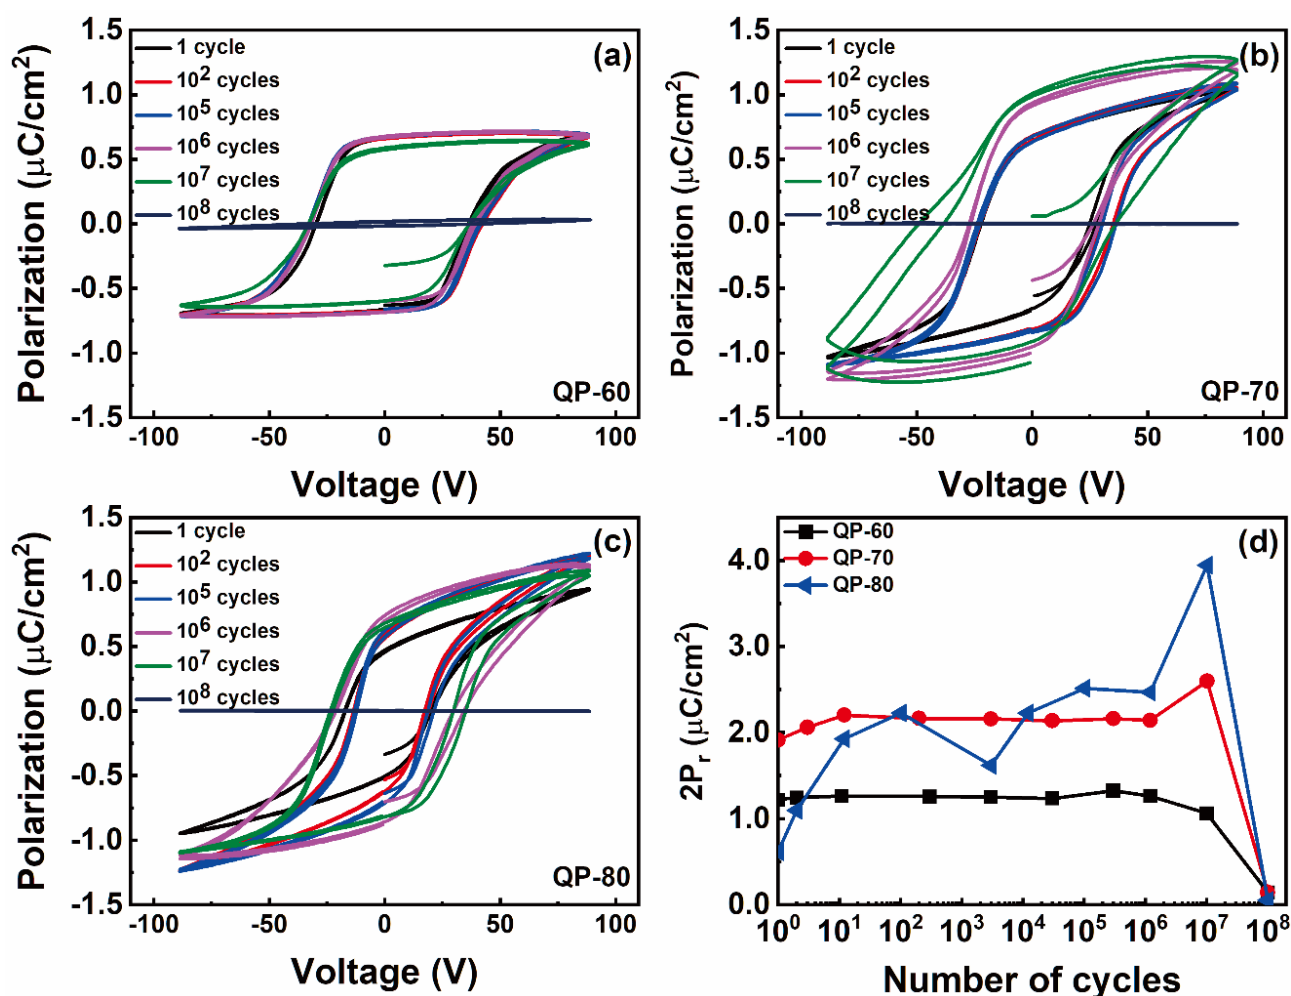 (a)
1 cycle
10² cycles
10⁵ cycles
10⁶ cycles
10⁷ cycles
10⁸ cycles
1.5
1.0
0.5
0.0
-0.5
-1.0
-1.5
Polarization (μC/cm²)
QP-60
-100 -50 0 50 100
Voltage (V)
(b)
1 cycle
10² cycles
10⁵ cycles
10⁶ cycles
10⁷ cycles
10⁸ cycles
1.5
1.0
0.5
0.0
-0.5
-1.0
-1.5
Polarization (μC/cm²)
QP-70
-100 -50 0 50 100
Voltage (V)
(c)
1 cycle
10² cycles
10⁵ cycles
10⁶ cycles
10⁷ cycles
10⁸ cycles
1.5
1.0
0.5
0.0
-0.5
-1.0
-1.5
Polarization (μC/cm²)
QP-80
-100 -50 0 50 100
Voltage (V)
(d)
QP-60
QP-70
QP-80
4.0
3.0
2.0
1.0
0.0
2Pᵣ (μC/cm²)
10⁰ 10¹ 10² 10³ 10⁴ 10⁵ 10⁶ 10⁷ 10⁸
Number of cycles